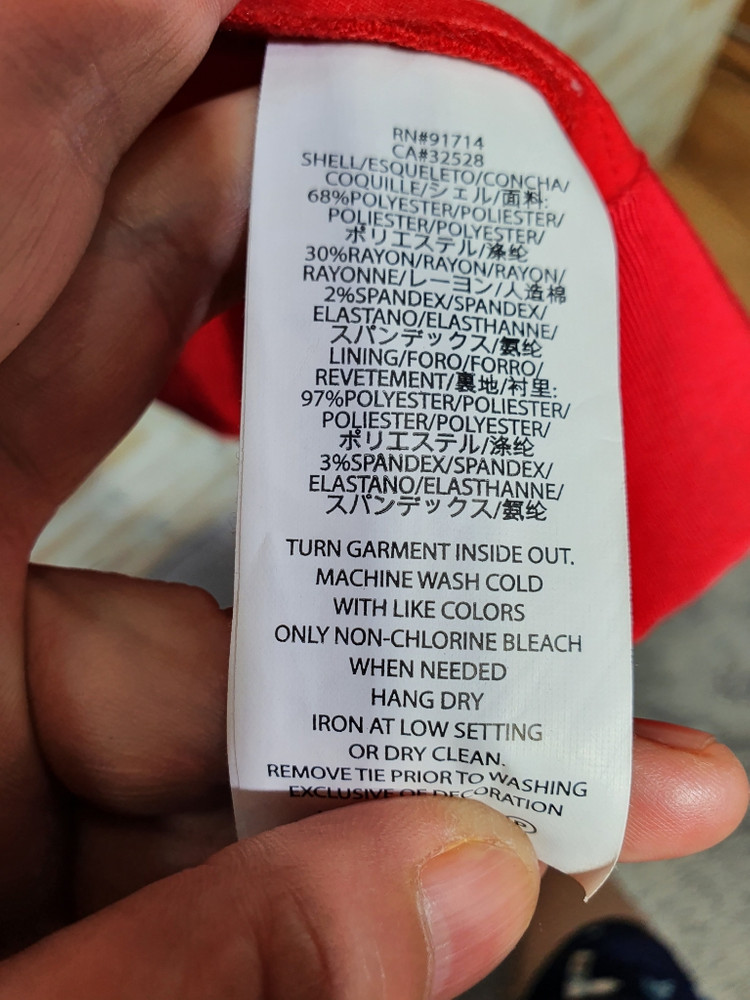 RN#91714
CA#32528
SHELL/ESQUELETO/CONCHA/
COQUILLE/シェル/面料:
68%POLYESTER/POLIESTER/
POLIESTER/POLYESTER/
ポリエステル/涤纶
30%RAYON/RAYON/RAYON/
RAYONNE/レーヨン/人造棉
2%SPANDEX/SPANDEX/
ELASTANO/ELASTHANNE/
スパンデックス/氨纶
LINING/FORO/FORRO/
REVETEMENT/裏地/衬里:
97%POLYESTER/POLIESTER/
POLIESTER/POLYESTER/
ポリエステル/涤纶
3%SPANDEX/SPANDEX/
ELASTANO/ELASTHANNE/
スパンデックス/氨纶
TURN GARMENT INSIDE OUT.
MACHINE WASH COLD
WITH LIKE COLORS
ONLY NON-CHLORINE BLEACH
WHEN NEEDED
HANG DRY
IRON AT LOW SETTING
OR DRY CLEAN.
REMOVE TIE PRIOR TO WASHING
EXCLUSIVE OF DECORATION